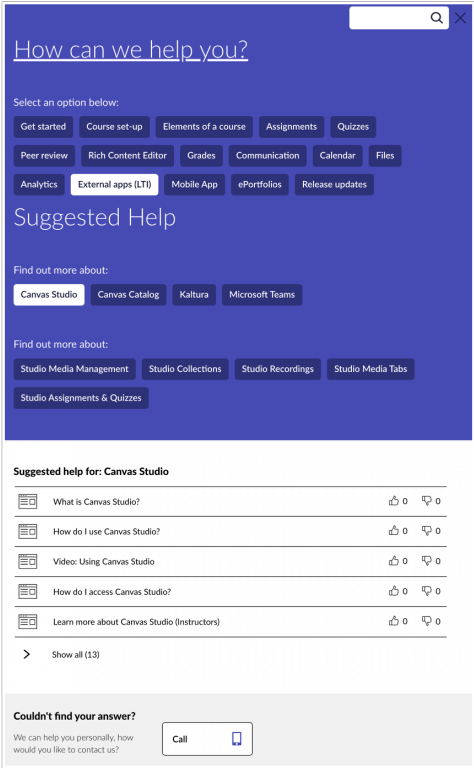 How can we help you?
Select an option below:
Get started Course set-up Elements of a course Assignments Quizzes
Peer review Rich Content Editor Grades Communication Calendar Files
Analytics External apps (LTI) Mobile App ePortfolios Release updates
Suggested Help
Find out more about:
Canvas Studio Canvas Catalog Kaltura Microsoft Teams
Find out more about:
Studio Media Management Studio Collections Studio Recordings Studio Media Tabs
Studio Assignments & Quizzes
Suggested help for: Canvas Studio
What is Canvas Studio? 0 0
How do I use Canvas Studio? 0 0
Video: Using Canvas Studio 0 0
How do I access Canvas Studio? 0 0
Learn more about Canvas Studio (Instructors) 0 0
Show all (13)
Couldn't find your answer?
We can help you personally, how
would you like to contact us?
Call